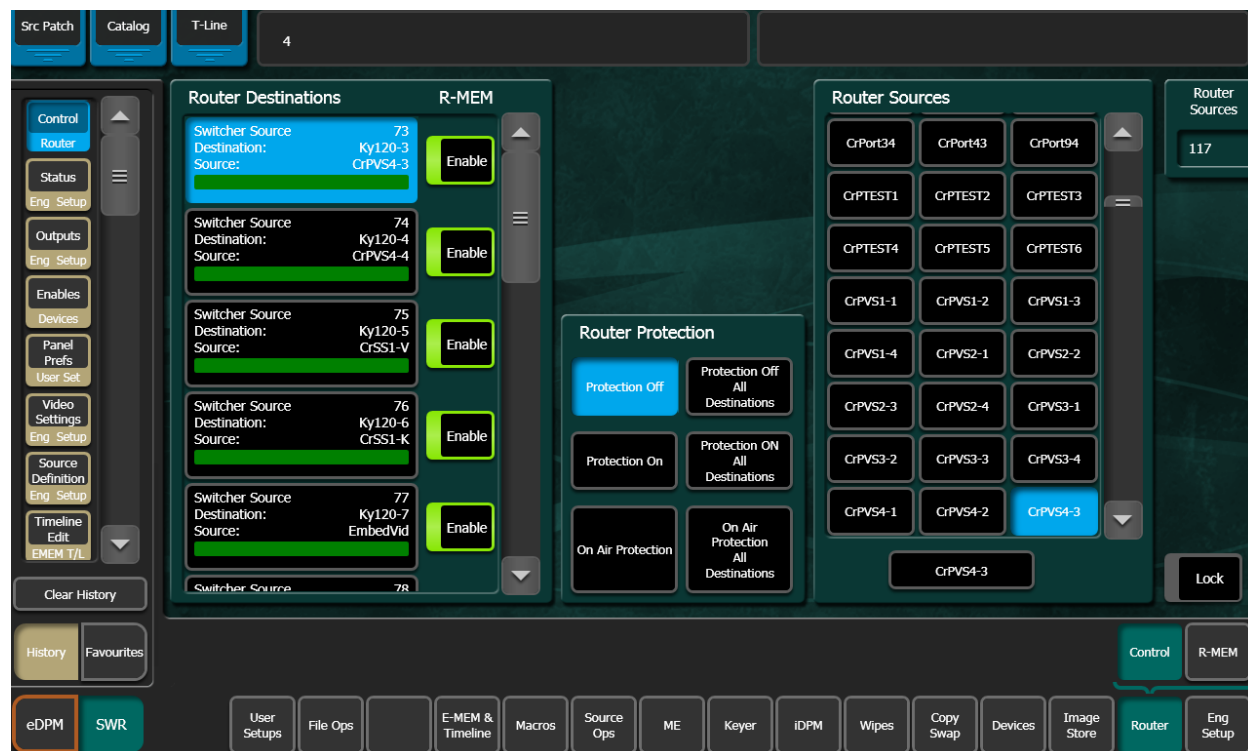 Src Patch
Catalog
T-Line
4
Control
Router
Status
Eng Setup
Outputs
Eng Setup
Enables
Devices
Panel
Prefs
User Set
Video
Settings
Eng Setup
Source
Definition
Eng Setup
Timeline
Edit
EMEM T/L
Clear History
History
Favourites
Router Destinations
R-MEM
Switcher Source 73
Destination: Ky120-3
Source: CrPVS4-3
Enable
Switcher Source 74
Destination: Ky120-4
Source: CrPVS4-4
Enable
Switcher Source 75
Destination: Ky120-5
Source: CrSS1-V
Enable
Switcher Source 76
Destination: Ky120-6
Source: CrSS1-K
Enable
Switcher Source 77
Destination: Ky120-7
Source: EmbedVid
Enable
Switcher Source 78
Router Protection
Protection Off
Protection Off
All
Destinations
Protection On
Protection ON
All
Destinations
On Air Protection
On Air
Protection
All
Destinations
Router Sources
CrPort34 CrPort43 CrPort94
CrPTEST1 CrPTEST2 CrPTEST3
CrPTEST4 CrPTEST5 CrPTEST6
CrPVS1-1 CrPVS1-2 CrPVS1-3
CrPVS1-4 CrPVS2-1 CrPVS2-2
CrPVS2-3 CrPVS2-4 CrPVS3-1
CrPVS3-2 CrPVS3-3 CrPVS3-4
CrPVS4-1 CrPVS4-2 CrPVS4-3
CrPVS4-3
Router
Sources
117
Lock
Control
R-MEM
eDPM
SWR
User
Setups
File Ops
E-MEM &
Timeline
Macros
Source
Ops
ME
Keyer
iDPM
Wipes
Copy
Swap
Devices
Image
Store
Router
Eng
Setup